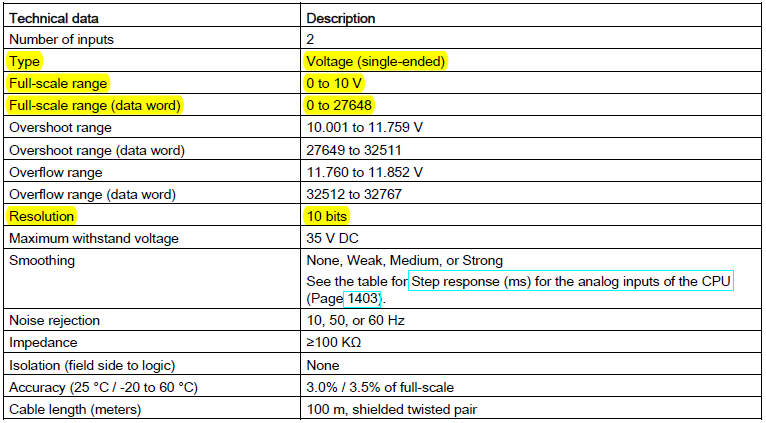 Technical data Description
Number of inputs 2
Type Voltage (single-ended)
Full-scale range 0 to 10 V
Full-scale range (data word) 0 to 27648
Overshoot range 10.001 to 11.759 V
Overshoot range (data word) 27649 to 32511
Overflow range 11.760 to 11.852 V
Overflow range (data word) 32512 to 32767
Resolution 10 bits
Maximum withstand voltage 35 V DC
Smoothing None, Weak, Medium, or Strong
See the table for Step response (ms) for the analog inputs of the CPU
(Page 1403).
Noise rejection 10, 50, or 60 Hz
Impedance ≥100 KΩ
Isolation (field side to logic) None
Accuracy (25 °C / -20 to 60 °C) 3.0% / 3.5% of full-scale
Cable length (meters) 100 m, shielded twisted pair